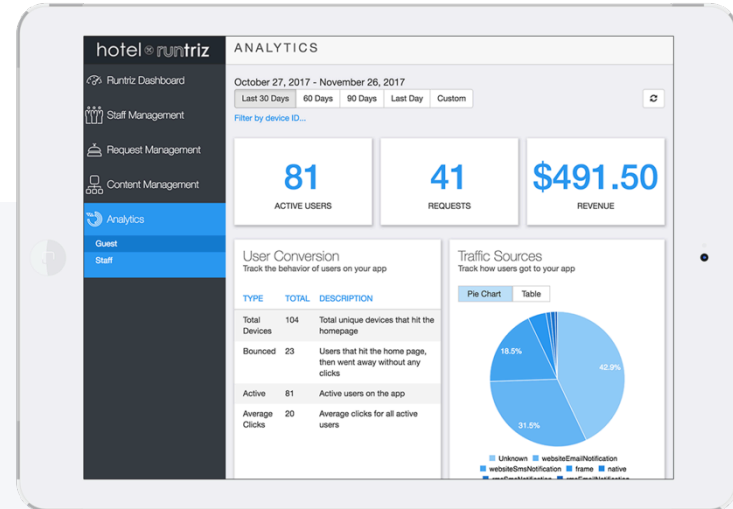 hotel runtriz
ANALYTICS
Runtriz Dashboard
Staff Management
Request Management
Content Management
Analytics
Guest
Staff
October 27, 2017 - November 26, 2017
Last 30 Days 60 Days 90 Days Last Day Custom
Filter by device ID...
81
ACTIVE USERS
41
REQUESTS
$491.50
REVENUE
User Conversion
Track the behavior of users on your app
TYPE TOTAL DESCRIPTION
Total Devices 104 Total unique devices that hit the
homepage
Bounced 23 Users that hit the home page,
then went away without any
clicks
Active 81 Active users on the app
Average Clicks 20 Average clicks for all active
users
Traffic Sources
Track how users got to your app
Pie Chart Table
18.5%
42.9%
31.5%
Unknown websiteEmailNotification
websiteSmsNotification frame native